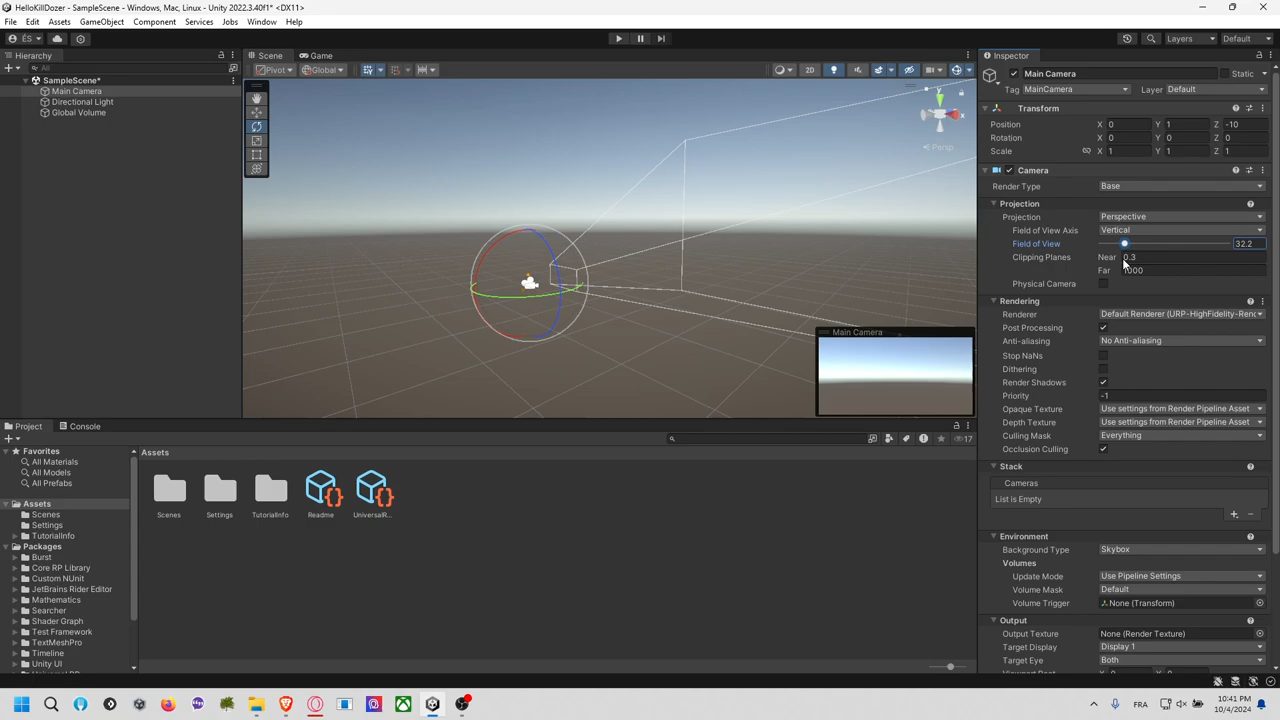 HelloKillDozer - SampleScene - Windows, Mac, Linux - Unity 2022.3.40f1* <DX11>
File Edit Assets GameObject Component Services Jobs Window Help
ÉS
Layers Default
Hierarchy
All
SampleScene*
Main Camera
Directional Light
Global Volume
Scene Game
Pivot Global
2D
y
x
Persp
Main Camera
Inspector
Main Camera Static
Tag MainCamera Layer Default
Transform
Position X 0 Y 1 Z -10
Rotation X 0 Y 0 Z 0
Scale X 1 Y 1 Z 1
Camera
Render Type Base
Projection
Projection Perspective
Field of View Axis Vertical
Field of View 32.2
Clipping Planes Near 0.3
Far 1000
Physical Camera
Rendering
Renderer Default Renderer (URP-HighFidelity-Rend
Post Processing
Anti-aliasing No Anti-aliasing
Stop NaNs
Dithering
Render Shadows
Priority -1
Opaque Texture Use settings from Render Pipeline Asset
Depth Texture Use settings from Render Pipeline Asset
Culling Mask Everything
Occlusion Culling
Stack
Cameras
List is Empty
Environment
Background Type Skybox
Volumes
Update Mode Use Pipeline Settings
Volume Mask Default
Volume Trigger None (Transform)
Output
Output Texture None (Render Texture)
Target Display Display 1
Target Eye Both
Project Console
17
Favorites
All Materials
All Models
All Prefabs
Assets
Scenes
Settings
TutorialInfo
Packages
Burst
Core RP Library
Custom NUnit
JetBrains Rider Editor
Mathematics
Searcher
Shader Graph
Test Framework
TextMeshPro
Timeline
Unity UI
Assets
Scenes Settings TutorialInfo Readme UniversalR...
FRA
10:41 PM
10/4/2024